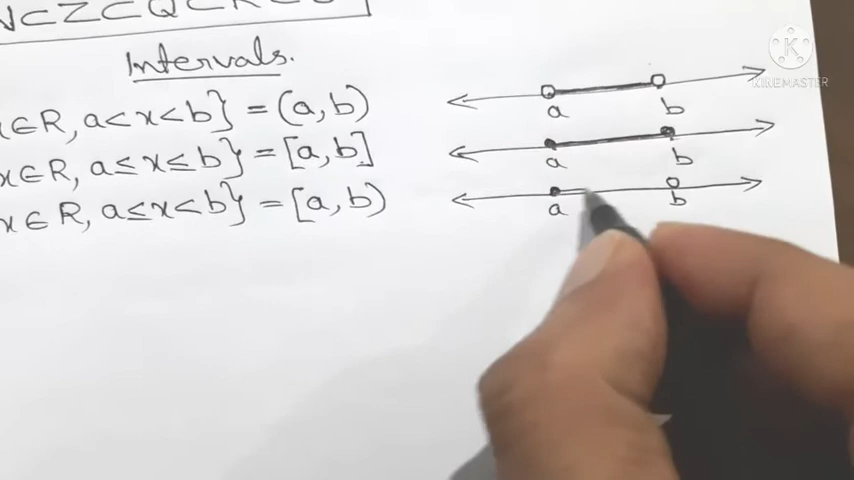 N⊂Z⊂Q⊂R⊂
Intervals.
x∈R, a<x<b} = (a, b)
x∈R, a≤x≤b} = [a, b]
x∈R, a≤x<b} = [a, b)
a b
a b
a b
K
KINEMASTER